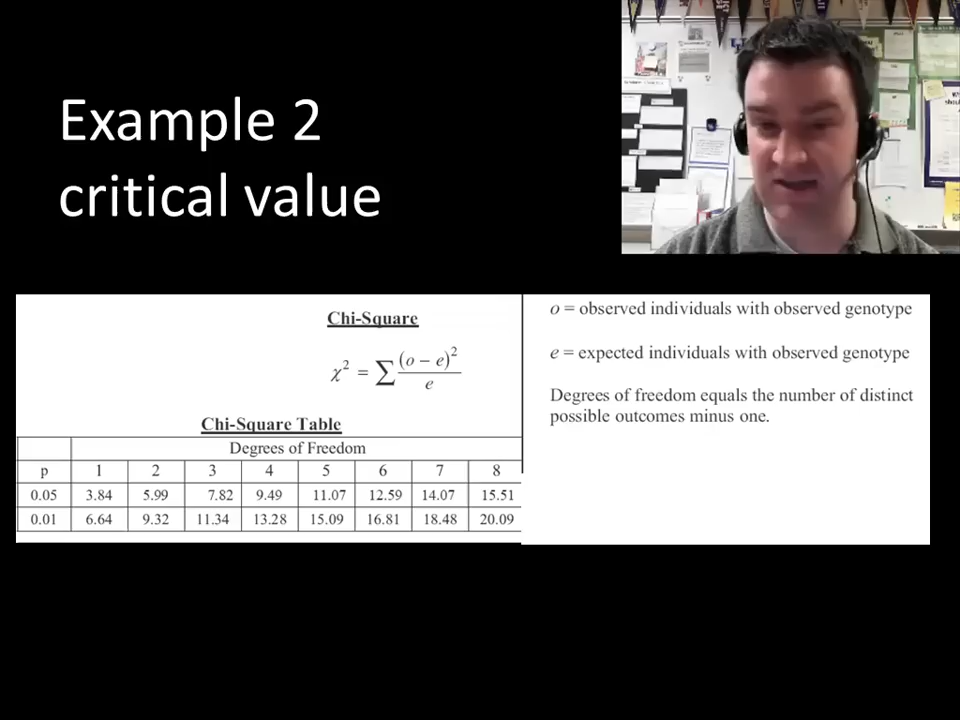 Example 2
critical value
Chi-Square
χ² = ∑ (o − e)² / e
Chi-Square Table
Degrees of Freedom
p 1 2 3 4 5 6 7 8
0.05 3.84 5.99 7.82 9.49 11.07 12.59 14.07 15.51
0.01 6.64 9.32 11.34 13.28 15.09 16.81 18.48 20.09
o = observed individuals with observed genotype
e = expected individuals with observed genotype
Degrees of freedom equals the number of distinct
possible outcomes minus one.